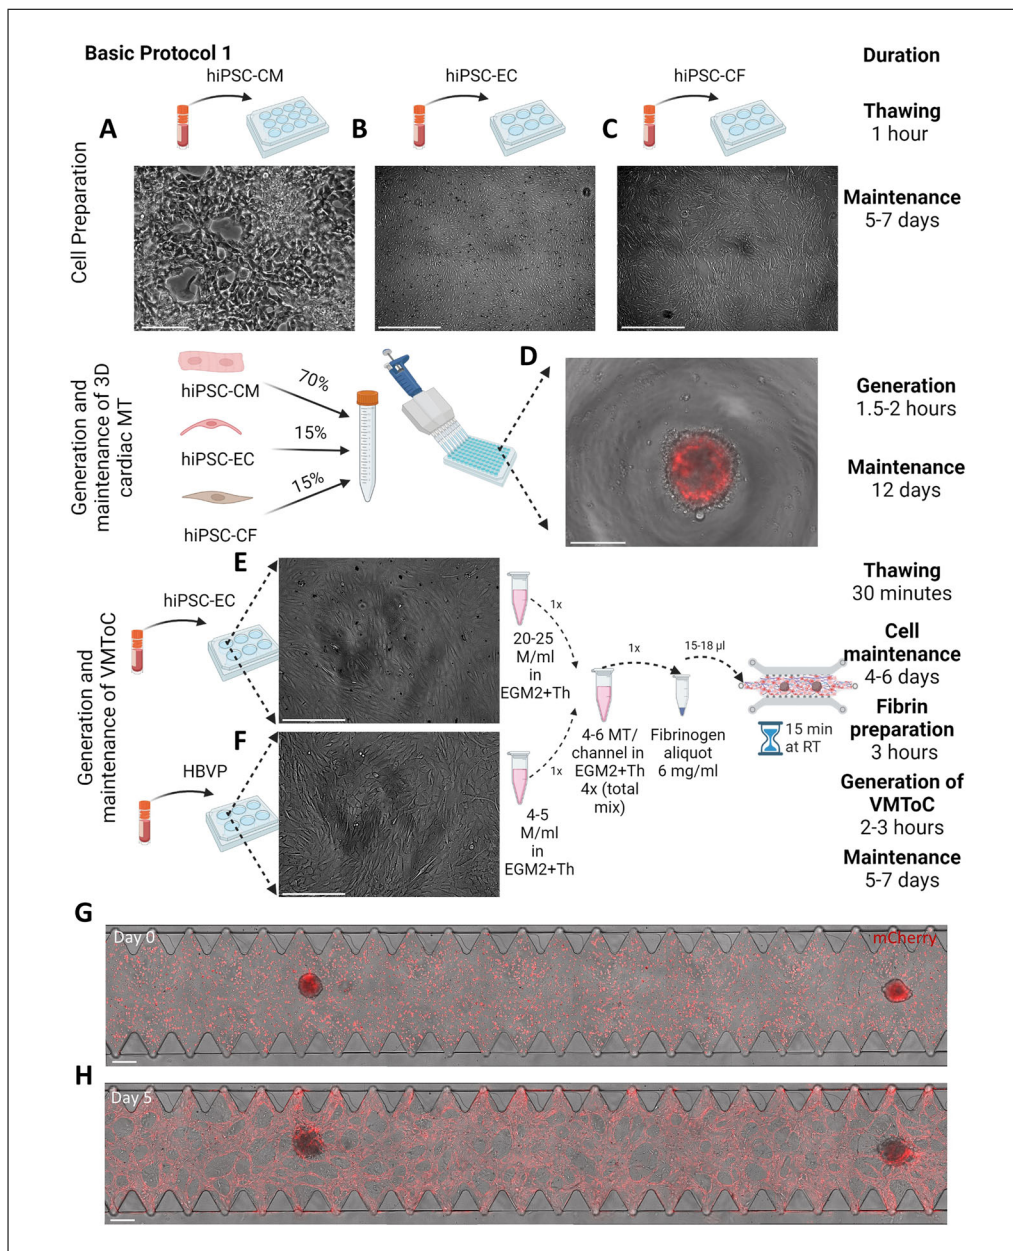 Basic Protocol 1
Duration
hiPSC-CM
hiPSC-EC
hiPSC-CF
A
B
C
Thawing
1 hour
Cell Preparation
Maintenance
5-7 days
Generation and
maintenance of 3D
cardiac MT
hiPSC-CM
70%
hiPSC-EC
15%
hiPSC-CF
15%
D
Generation
1.5-2 hours
Maintenance
12 days
Generation and
maintenance of VMToC
hiPSC-EC
E
HBVP
F
1x
20-25
M/ml
in
EGM2+Th
1x
4-5
M/ml
in
EGM2+Th
4-6 MT/
channel in
EGM2+Th
4x (total
mix)
1x
Fibrinogen
aliquot
6 mg/ml
15-18 µl
15 min
at RT
Thawing
30 minutes
Cell
maintenance
4-6 days
Fibrin
preparation
3 hours
Generation of
VMToC
2-3 hours
Maintenance
5-7 days
G
Day 0
mCherry
H
Day 5